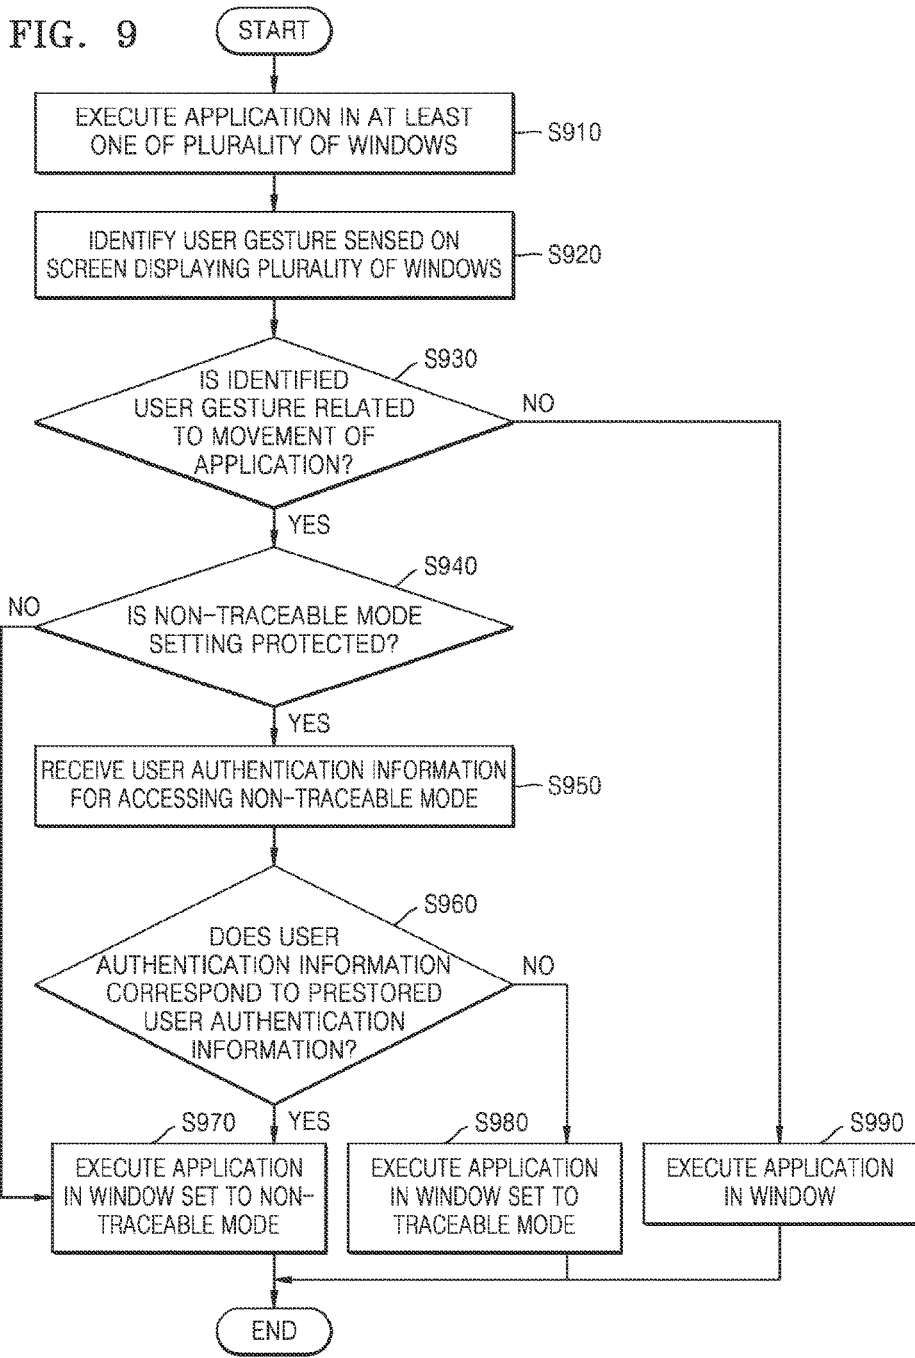 FIG. 9
START
EXECUTE APPLICATION IN AT LEAST
ONE OF PLURALITY OF WINDOWS
S910
IDENTIFY USER GESTURE SENSED ON
SCREEN DISPLAYING PLURALITY OF WINDOWS
S920
S930
IS IDENTIFIED
USER GESTURE RELATED
TO MOVEMENT OF
APPLICATION?
NO
YES
S940
NO
IS NON-TRACEABLE MODE
SETTING PROTECTED?
YES
RECEIVE USER AUTHENTICATION INFORMATION
FOR ACCESSING NON-TRACEABLE MODE
S950
S960
DOES USER
AUTHENTICATION INFORMATION
CORRESPOND TO PRESTORED
USER AUTHENTICATION
INFORMATION?
NO
YES
S970
EXECUTE APPLICATION
IN WINDOW SET TO NON-
TRACEABLE MODE
S980
EXECUTE APPLICATION
IN WINDOW SET TO
TRACEABLE MODE
S990
EXECUTE APPLICATION
IN WINDOW
END